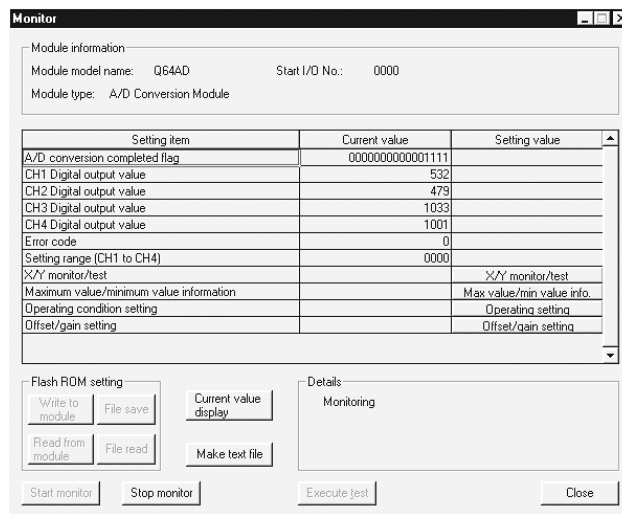 Monitor
Module information
Module model name: Q64AD Start I/O No.: 0000
Module type: A/D Conversion Module
Setting item Current value Setting value
A/D conversion completed flag 0000000000001111
CH1 Digital output value 532
CH2 Digital output value 479
CH3 Digital output value 1033
CH4 Digital output value 1001
Error code 0
Setting range (CH1 to CH4) 0000
X/Y monitor/test X/Y monitor/test
Maximum value/minimum value information Max value/min value info.
Operating condition setting Operating setting
Offset/gain setting Offset/gain setting
Flash ROM setting
Write to
module
File save
Read from
module
File read
Current value
display
Make text file
Details
Monitoring
Start monitor Stop monitor Execute test Close